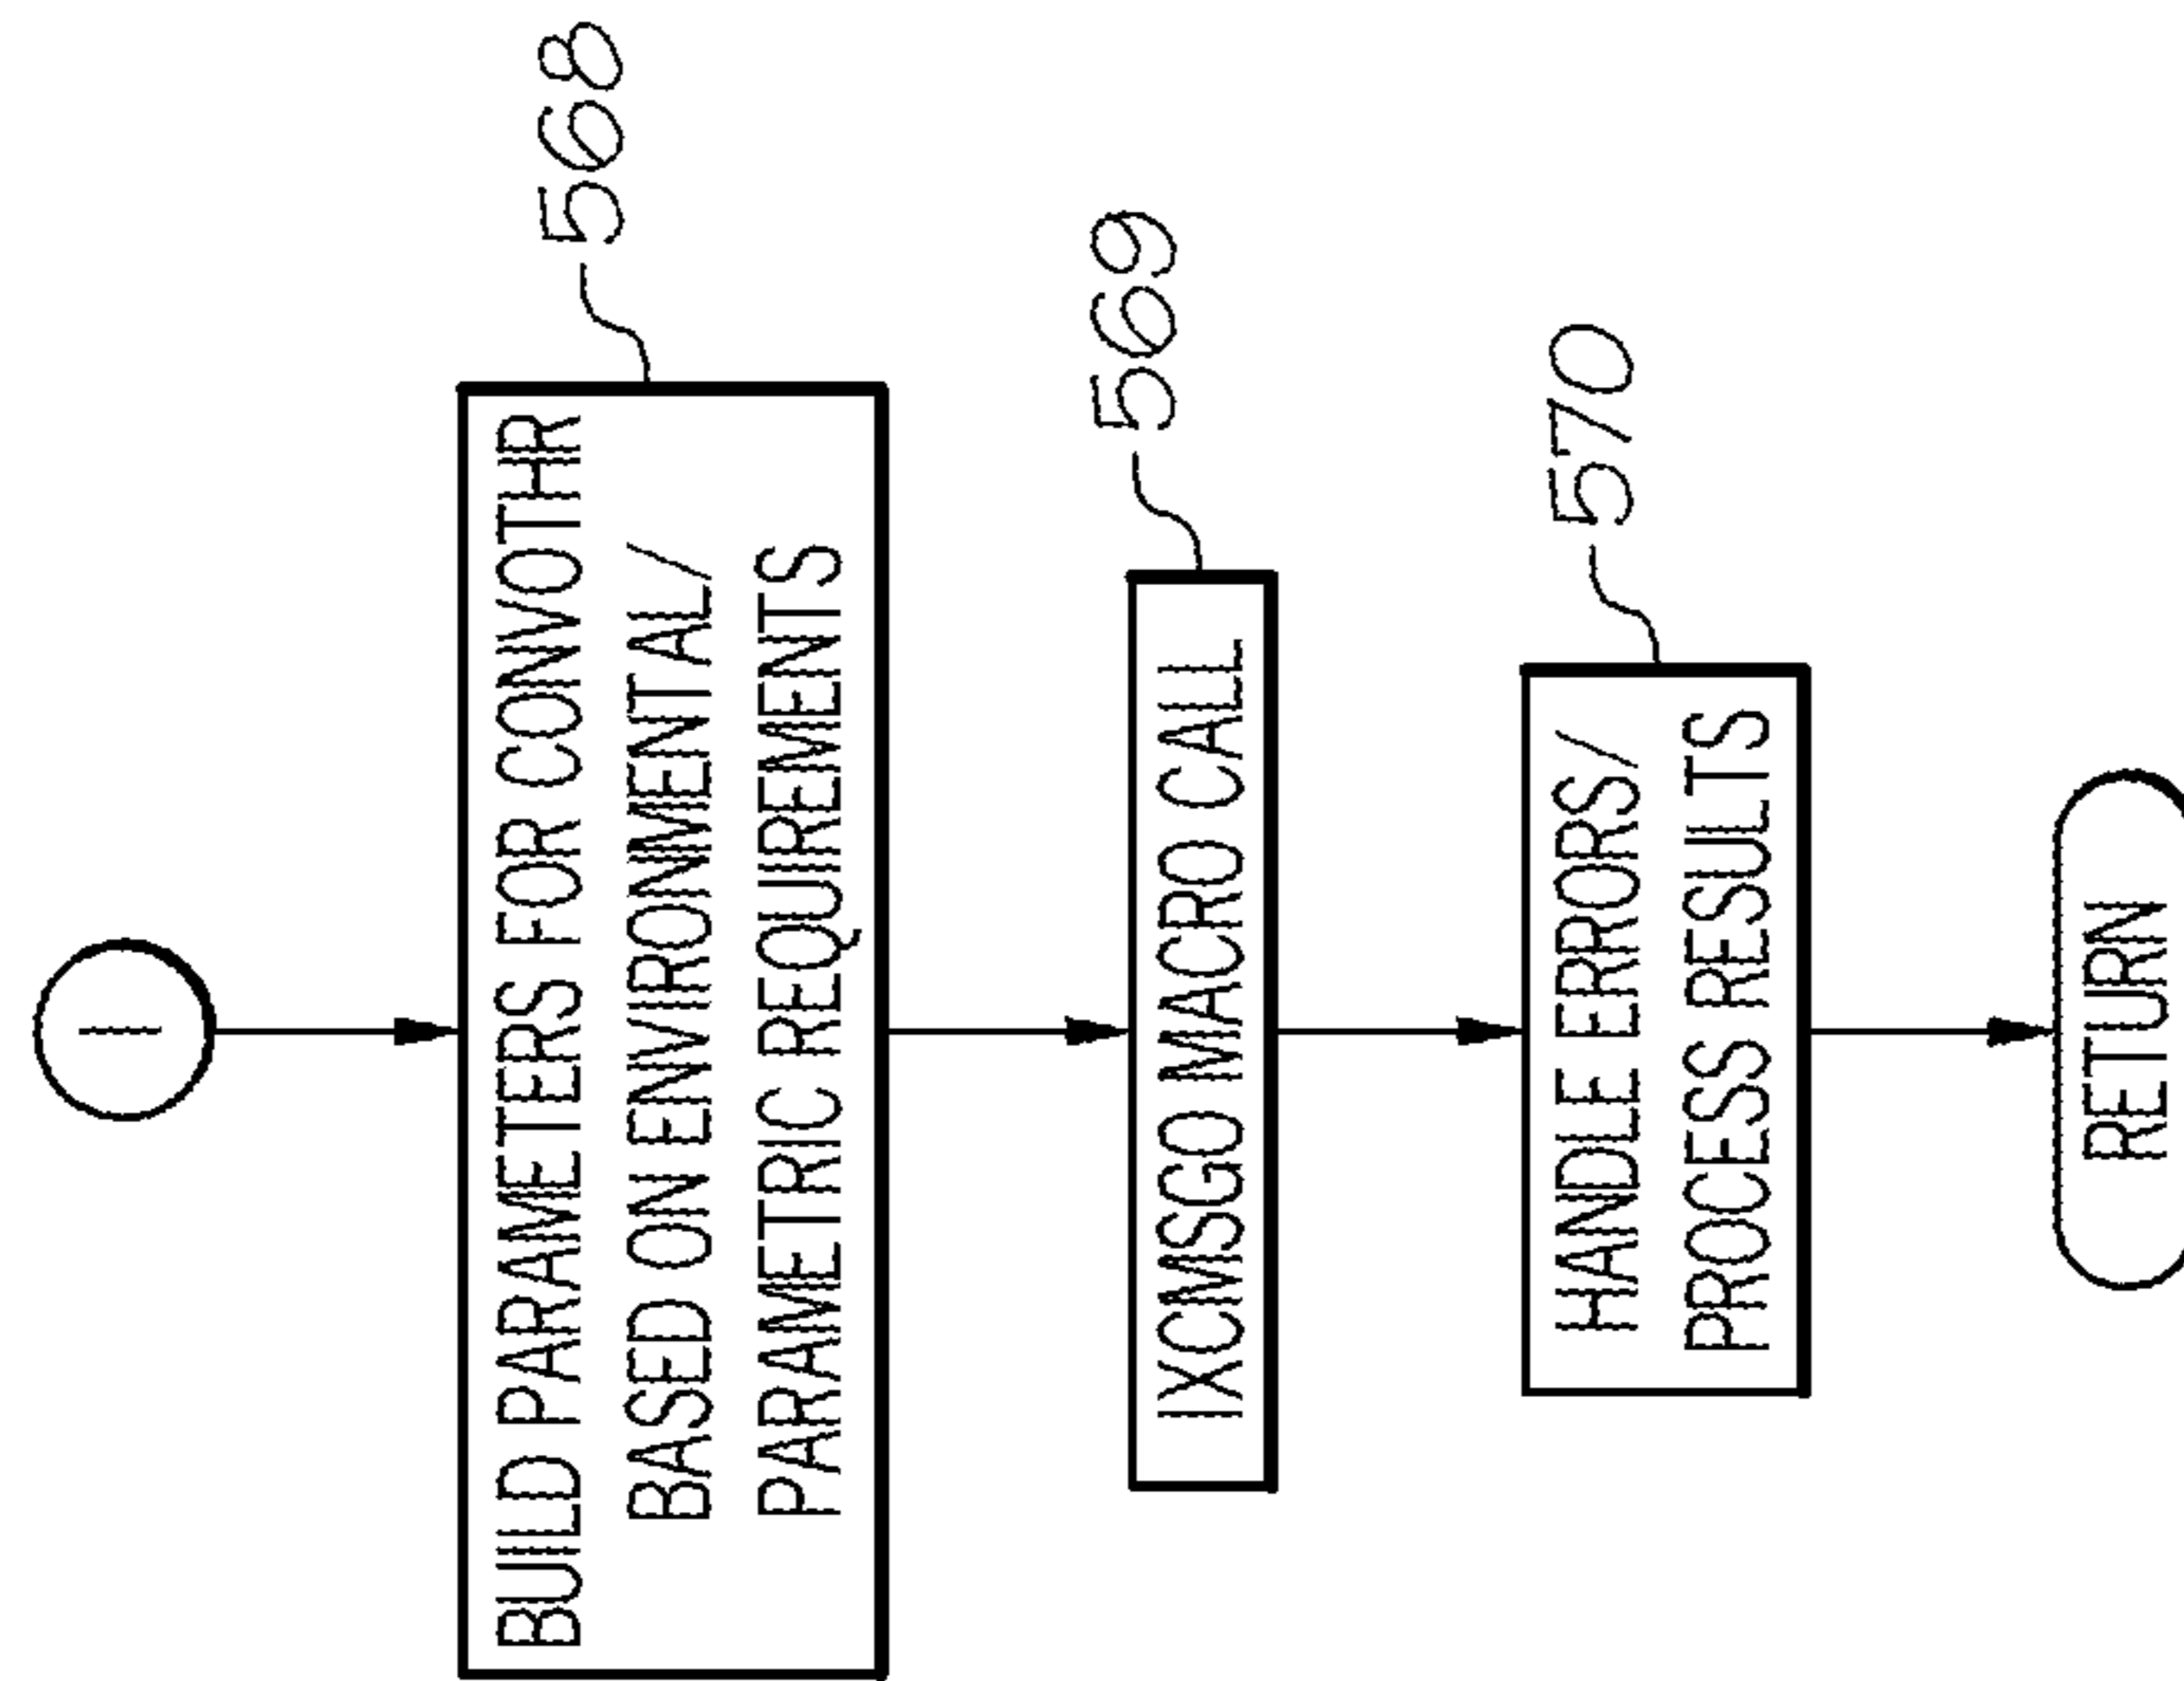 1
568
BUILD PARAMETERS FOR CONVOTHR
BASED ON ENVIRONMENTAL/
PARAMETRIC REQUIREMENTS
569
IXCMSGO MACRO CALL
570
HANDLE ERRORS/
PROCESS RESULTS
RETURN